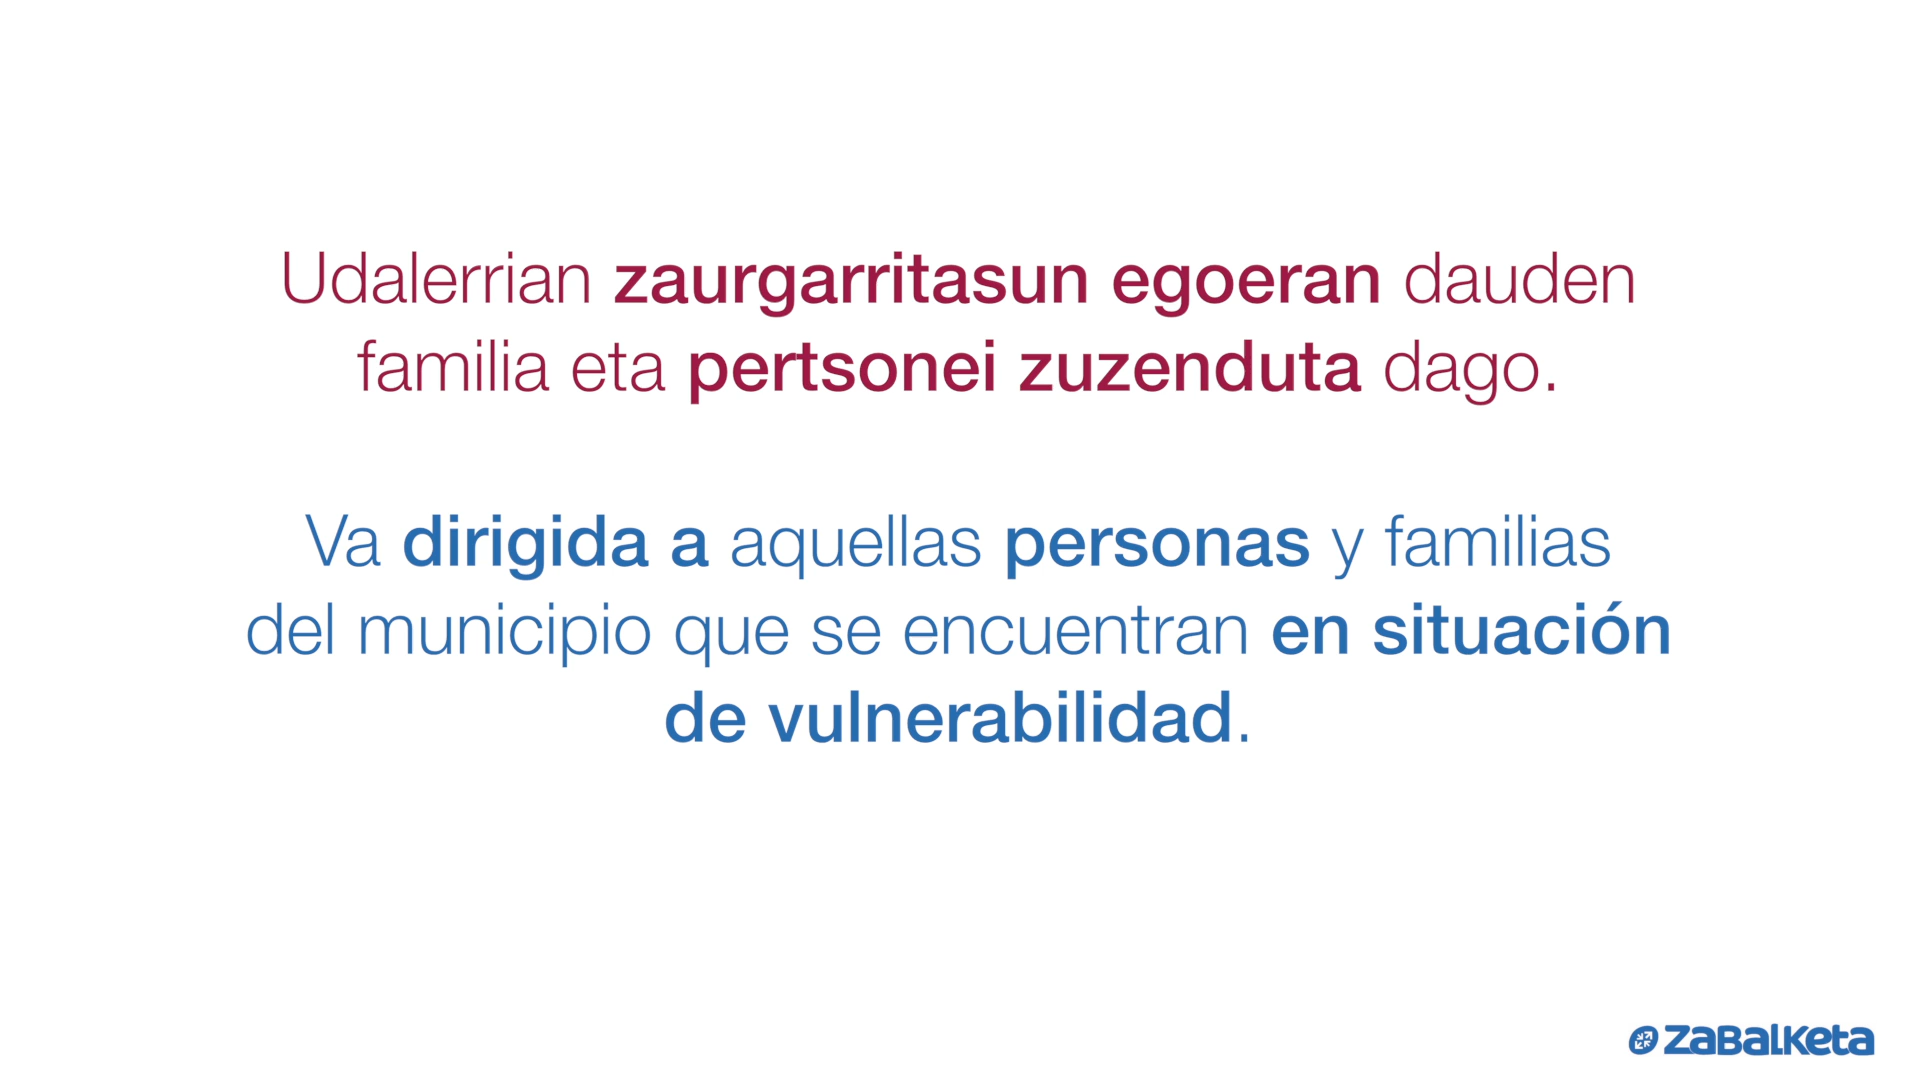 Udalerrian zaurgarritasun egoeran dauden
familia eta pertsonei zuzenduta dago.
Va dirigida a aquellas personas y familias
del municipio que se encuentran en situación
de vulnerabilidad.
zaBalKeta